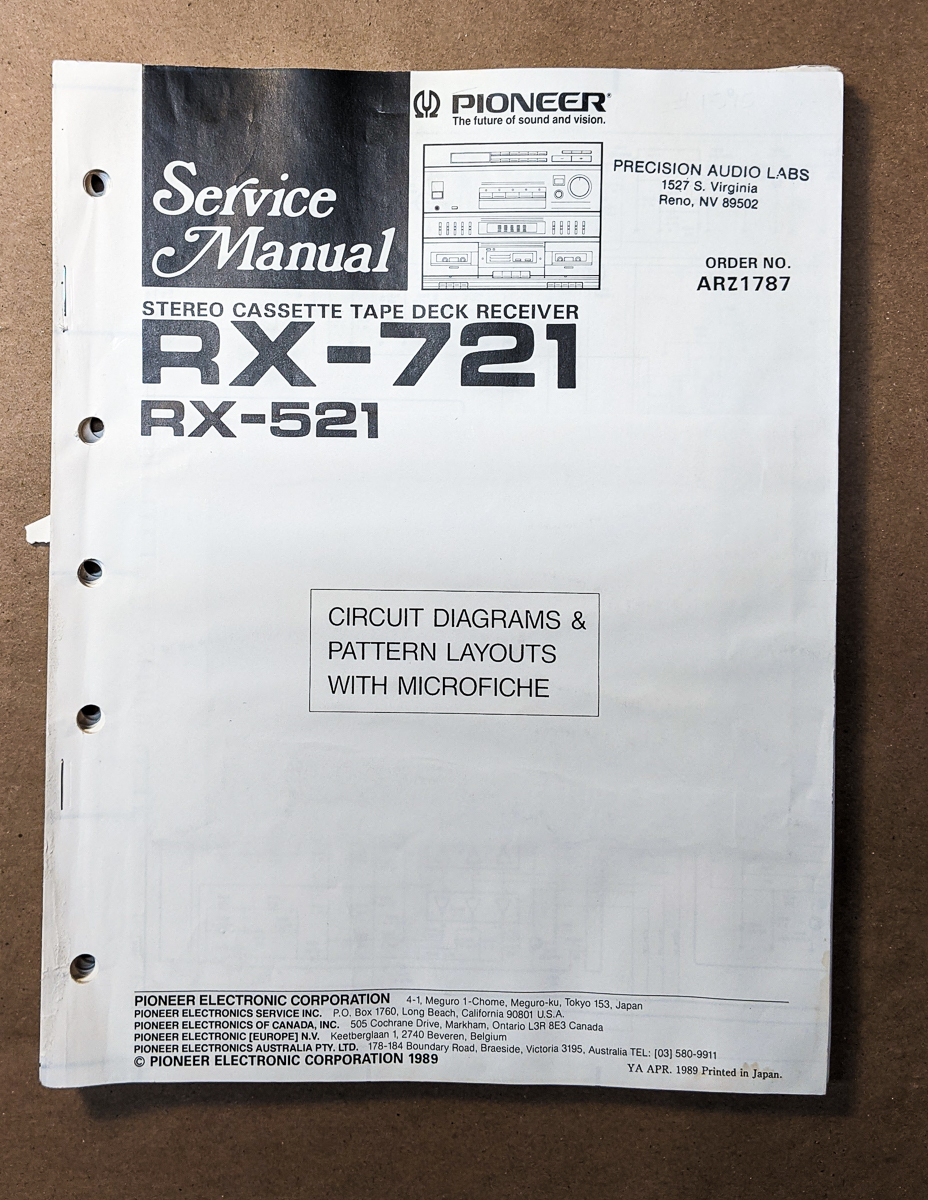 Service
Manual
PIONEER®
The future of sound and vision.
PRECISION AUDIO LABS
1527 S. Virginia
Reno, NV 89502
ORDER NO.
ARZ1787
STEREO CASSETTE TAPE DECK RECEIVER
RX-721
RX-521
CIRCUIT DIAGRAMS &
PATTERN LAYOUTS
WITH MICROFICHE
PIONEER ELECTRONIC CORPORATION 4-1, Meguro 1-Chome, Meguro-ku, Tokyo 153, Japan
PIONEER ELECTRONICS SERVICE INC. P.O. Box 1760, Long Beach, California 90801 U.S.A.
PIONEER ELECTRONICS OF CANADA, INC. 505 Cochrane Drive, Markham, Ontario L3R 8E3 Canada
PIONEER ELECTRONIC [EUROPE] N.V. Keetberglaan 1, 2740 Beveren, Belgium
PIONEER ELECTRONICS AUSTRALIA PTY. LTD. 178-184 Boundary Road, Braeside, Victoria 3195, Australia TEL: [03] 580-9911
© PIONEER ELECTRONIC CORPORATION 1989
YA APR. 1989 Printed in Japan.